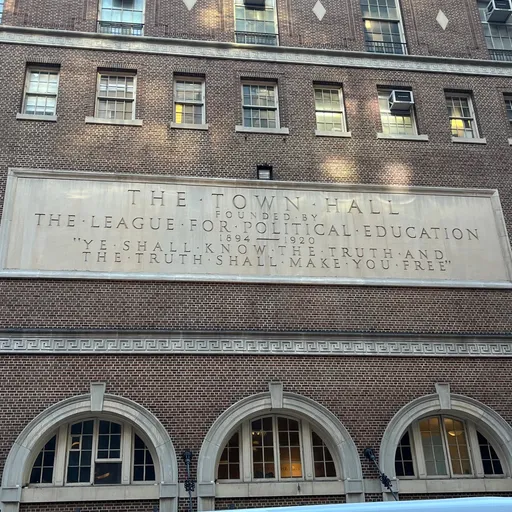 THE · TOWN · HALL
FOUNDED · BY
THE · LEAGUE · FOR · POLITICAL · EDUCATION
1894 — 1920
"YE · SHALL · KNOW · THE · TRUTH · AND
THE · TRUTH · SHALL · MAKE · YOU · FREE"